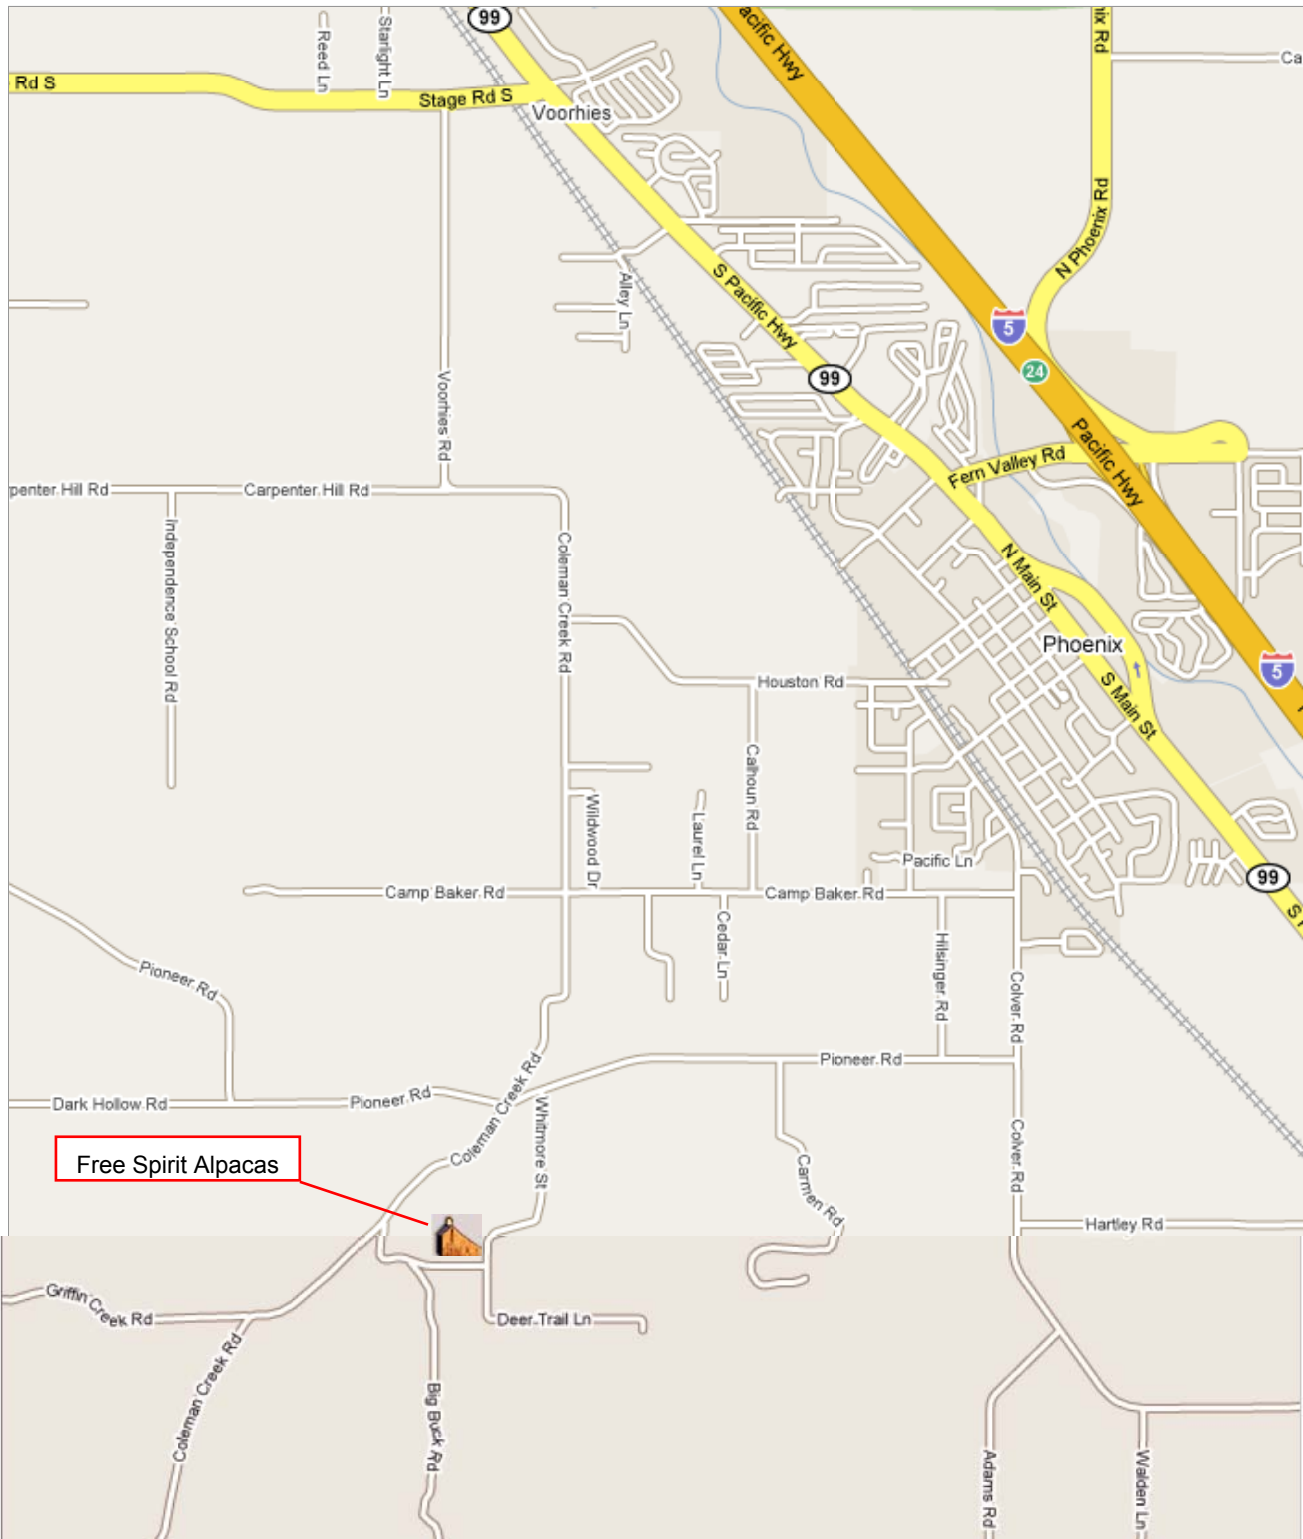 99
acific Hwy
ix Rd
Ca
Reed Ln
Starlight Ln
Rd S
Stage Rd S
Voorhies
N Phoenix Rd
Alley Ln
S Pacific Hwy
5
24
99
Voorhies Rd
Pacific Hwy
Fern Valley Rd
penter Hill Rd
Carpenter Hill Rd
Independence School Rd
Coleman Creek Rd
N Main St
Phoenix
5
Houston Rd
S Main St
Calhoun Rd
Wildwood Dr
Laurel Ln
Pacific Ln
99
Camp Baker Rd
Camp Baker Rd
Cedar Ln
Hilsinger Rd
Colver Rd
Pioneer Rd
Pioneer Rd
Dark Hollow Rd
Pioneer Rd
Coleman Creek Rd
Whitmore St
Colver Rd
Free Spirit Alpacas
Carmen Rd
Hartley Rd
Griffin Creek Rd
Deer Trail Ln
Coleman Creek Rd
Big Buck Rd
Adams Rd
Walden Ln